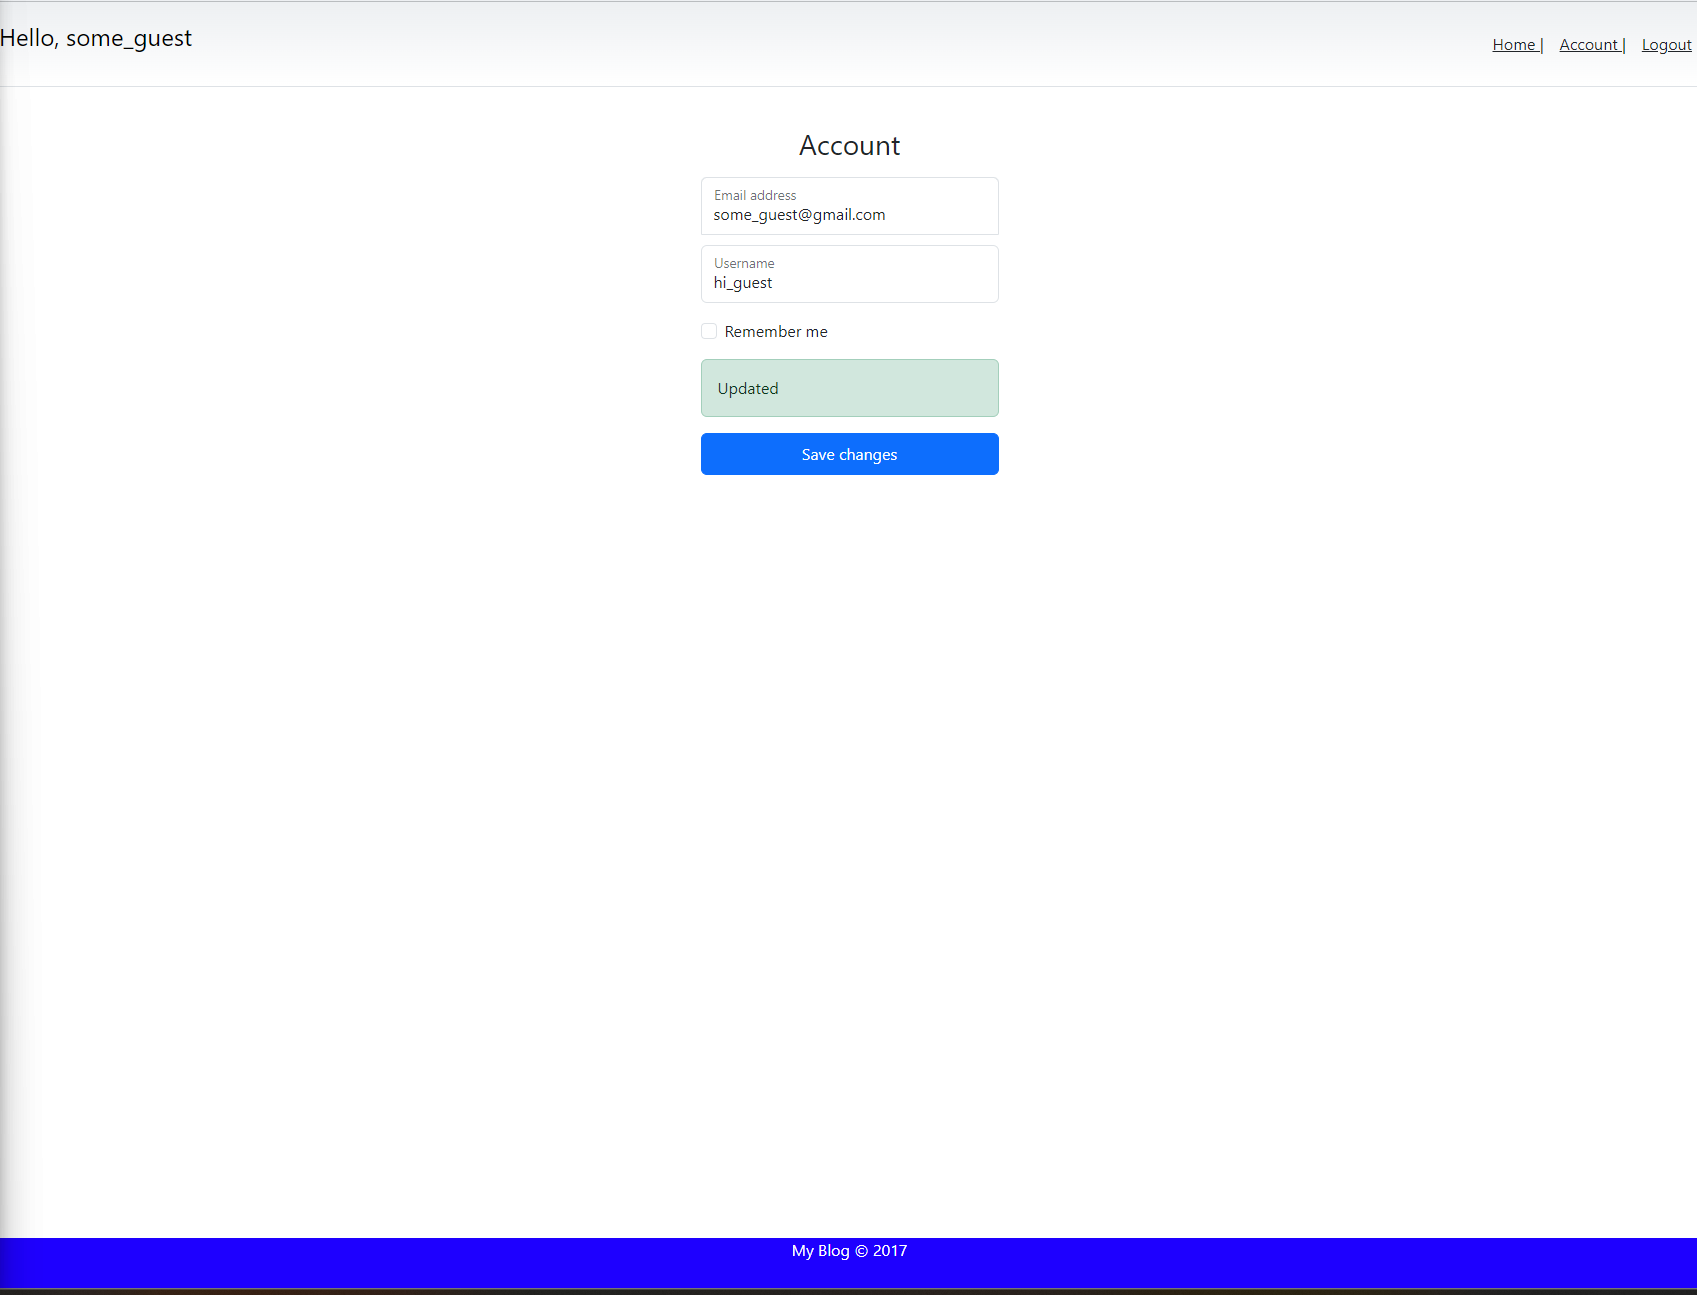 Hello, some_guest
Home | Account | Logout
Account
Email address
some_guest@gmail.com
Username
hi_guest
Remember me
Updated
Save changes
My Blog © 2017